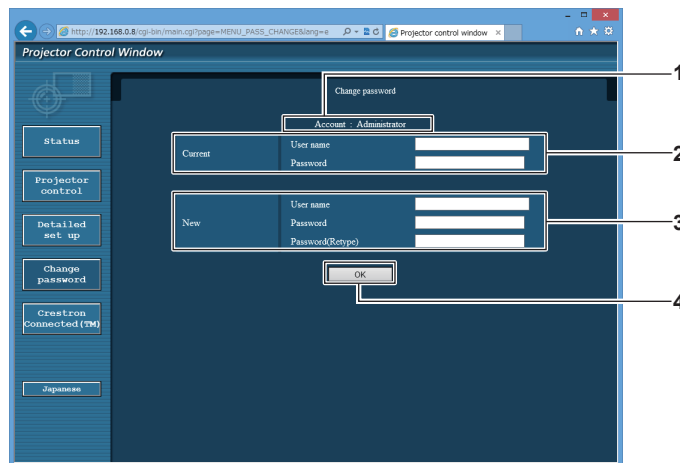 http://192.168.0.8/cgi-bin/main.cgi?page=MENU_PASS_CHANGE&lang=e
Projector control window
Projector Control Window
Change password
1
Account : Administrator
Status
Current
User name
Password
2
Projector
control
New
User name
Password
Password(Retype)
3
Detailed
set up
Change
password
OK
4
Crestron
Connected(TM)
Japanese